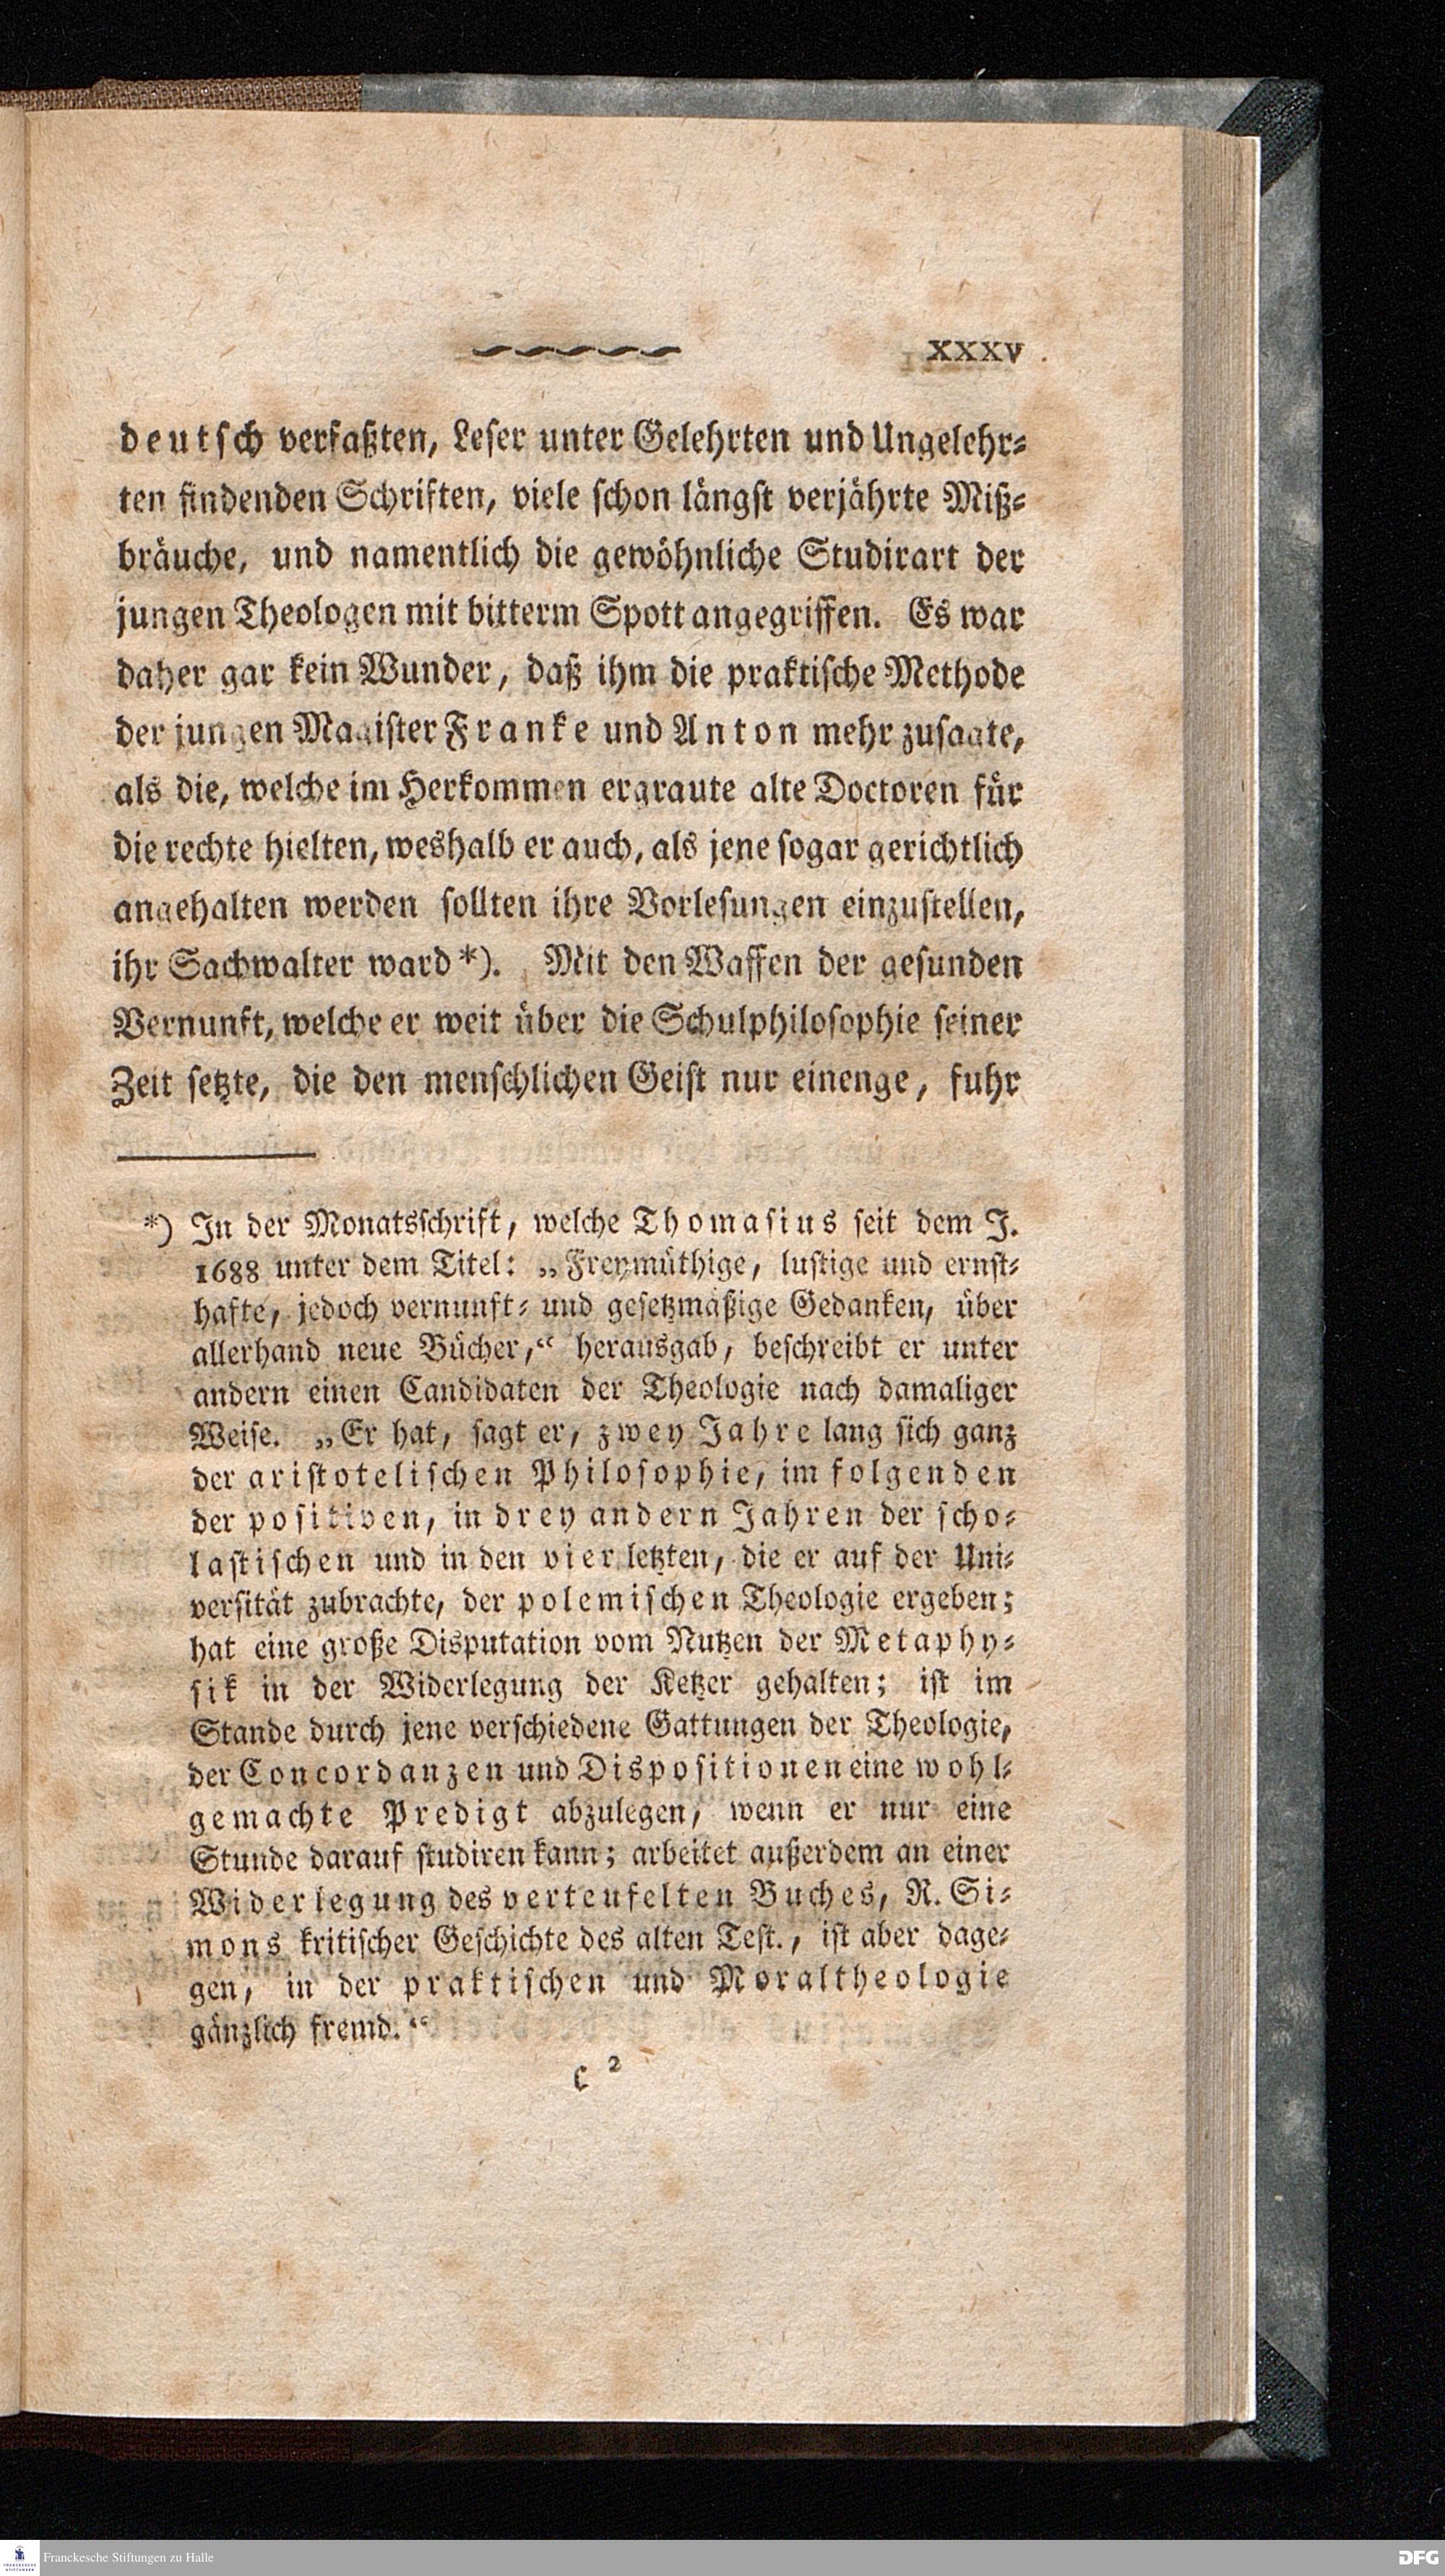 XXXV
deutsch verfaßten, Leser unter Gelehrten und Ungelehr-
ten findenden Schriften, viele schon längst verjährte Miß-
bräuche, und namentlich die gewöhnliche Studirart der
jungen Theologen mit bitterm Spott angegriffen. Es war
daher gar kein Wunder, daß ihm die praktische Methode
der jungen Magister Franke und Anton mehr zusagte,
als die, welche im Herkommen ergraute alte Doctoren für
die rechte hielten, weshalb er auch, als jene sogar gerichtlich
angehalten werden sollten ihre Vorlesungen einzustellen,
ihr Sachwalter ward *). Mit den Waffen der gesunden
Vernunft, welche er weit über die Schulphilosophie seiner
Zeit setzte, die den menschlichen Geist nur einenge, fuhr
*) In der Monatsschrift, welche Thomasius seit dem J.
1688 unter dem Titel: „Freymüthige, lustige und ernst-
hafte, jedoch vernunft- und gesetzmäßige Gedanken, über
allerhand neue Bücher,“ herausgab, beschreibt er unter
andern einen Candidaten der Theologie nach damaliger
Weise. „Er hat, sagt er, zwey Jahre lang sich ganz
der aristotelischen Philosophie, im folgenden
der positiven, in drey andern Jahren der scho-
lastischen und in den vier letzten, die er auf der Uni-
versität zubrachte, der polemischen Theologie ergeben;
hat eine große Disputation vom Nutzen der Metaphy-
sik in der Widerlegung der Ketzer gehalten; ist im
Stande durch jene verschiedene Gattungen der Theologie,
der Concordanzen und Dispositionen eine wohl-
gemachte Predigt abzulegen, wenn er nur eine
Stunde darauf studiren kann; arbeitet außerdem an einer
Widerlegung des verteufelten Buches, R. Si-
mons kritischer Geschichte des alten Test., ist aber dage-
gen, in der praktischen und Moraltheologie
gänzlich fremd.“
c 2
Franckesche Stiftungen zu Halle
DFG